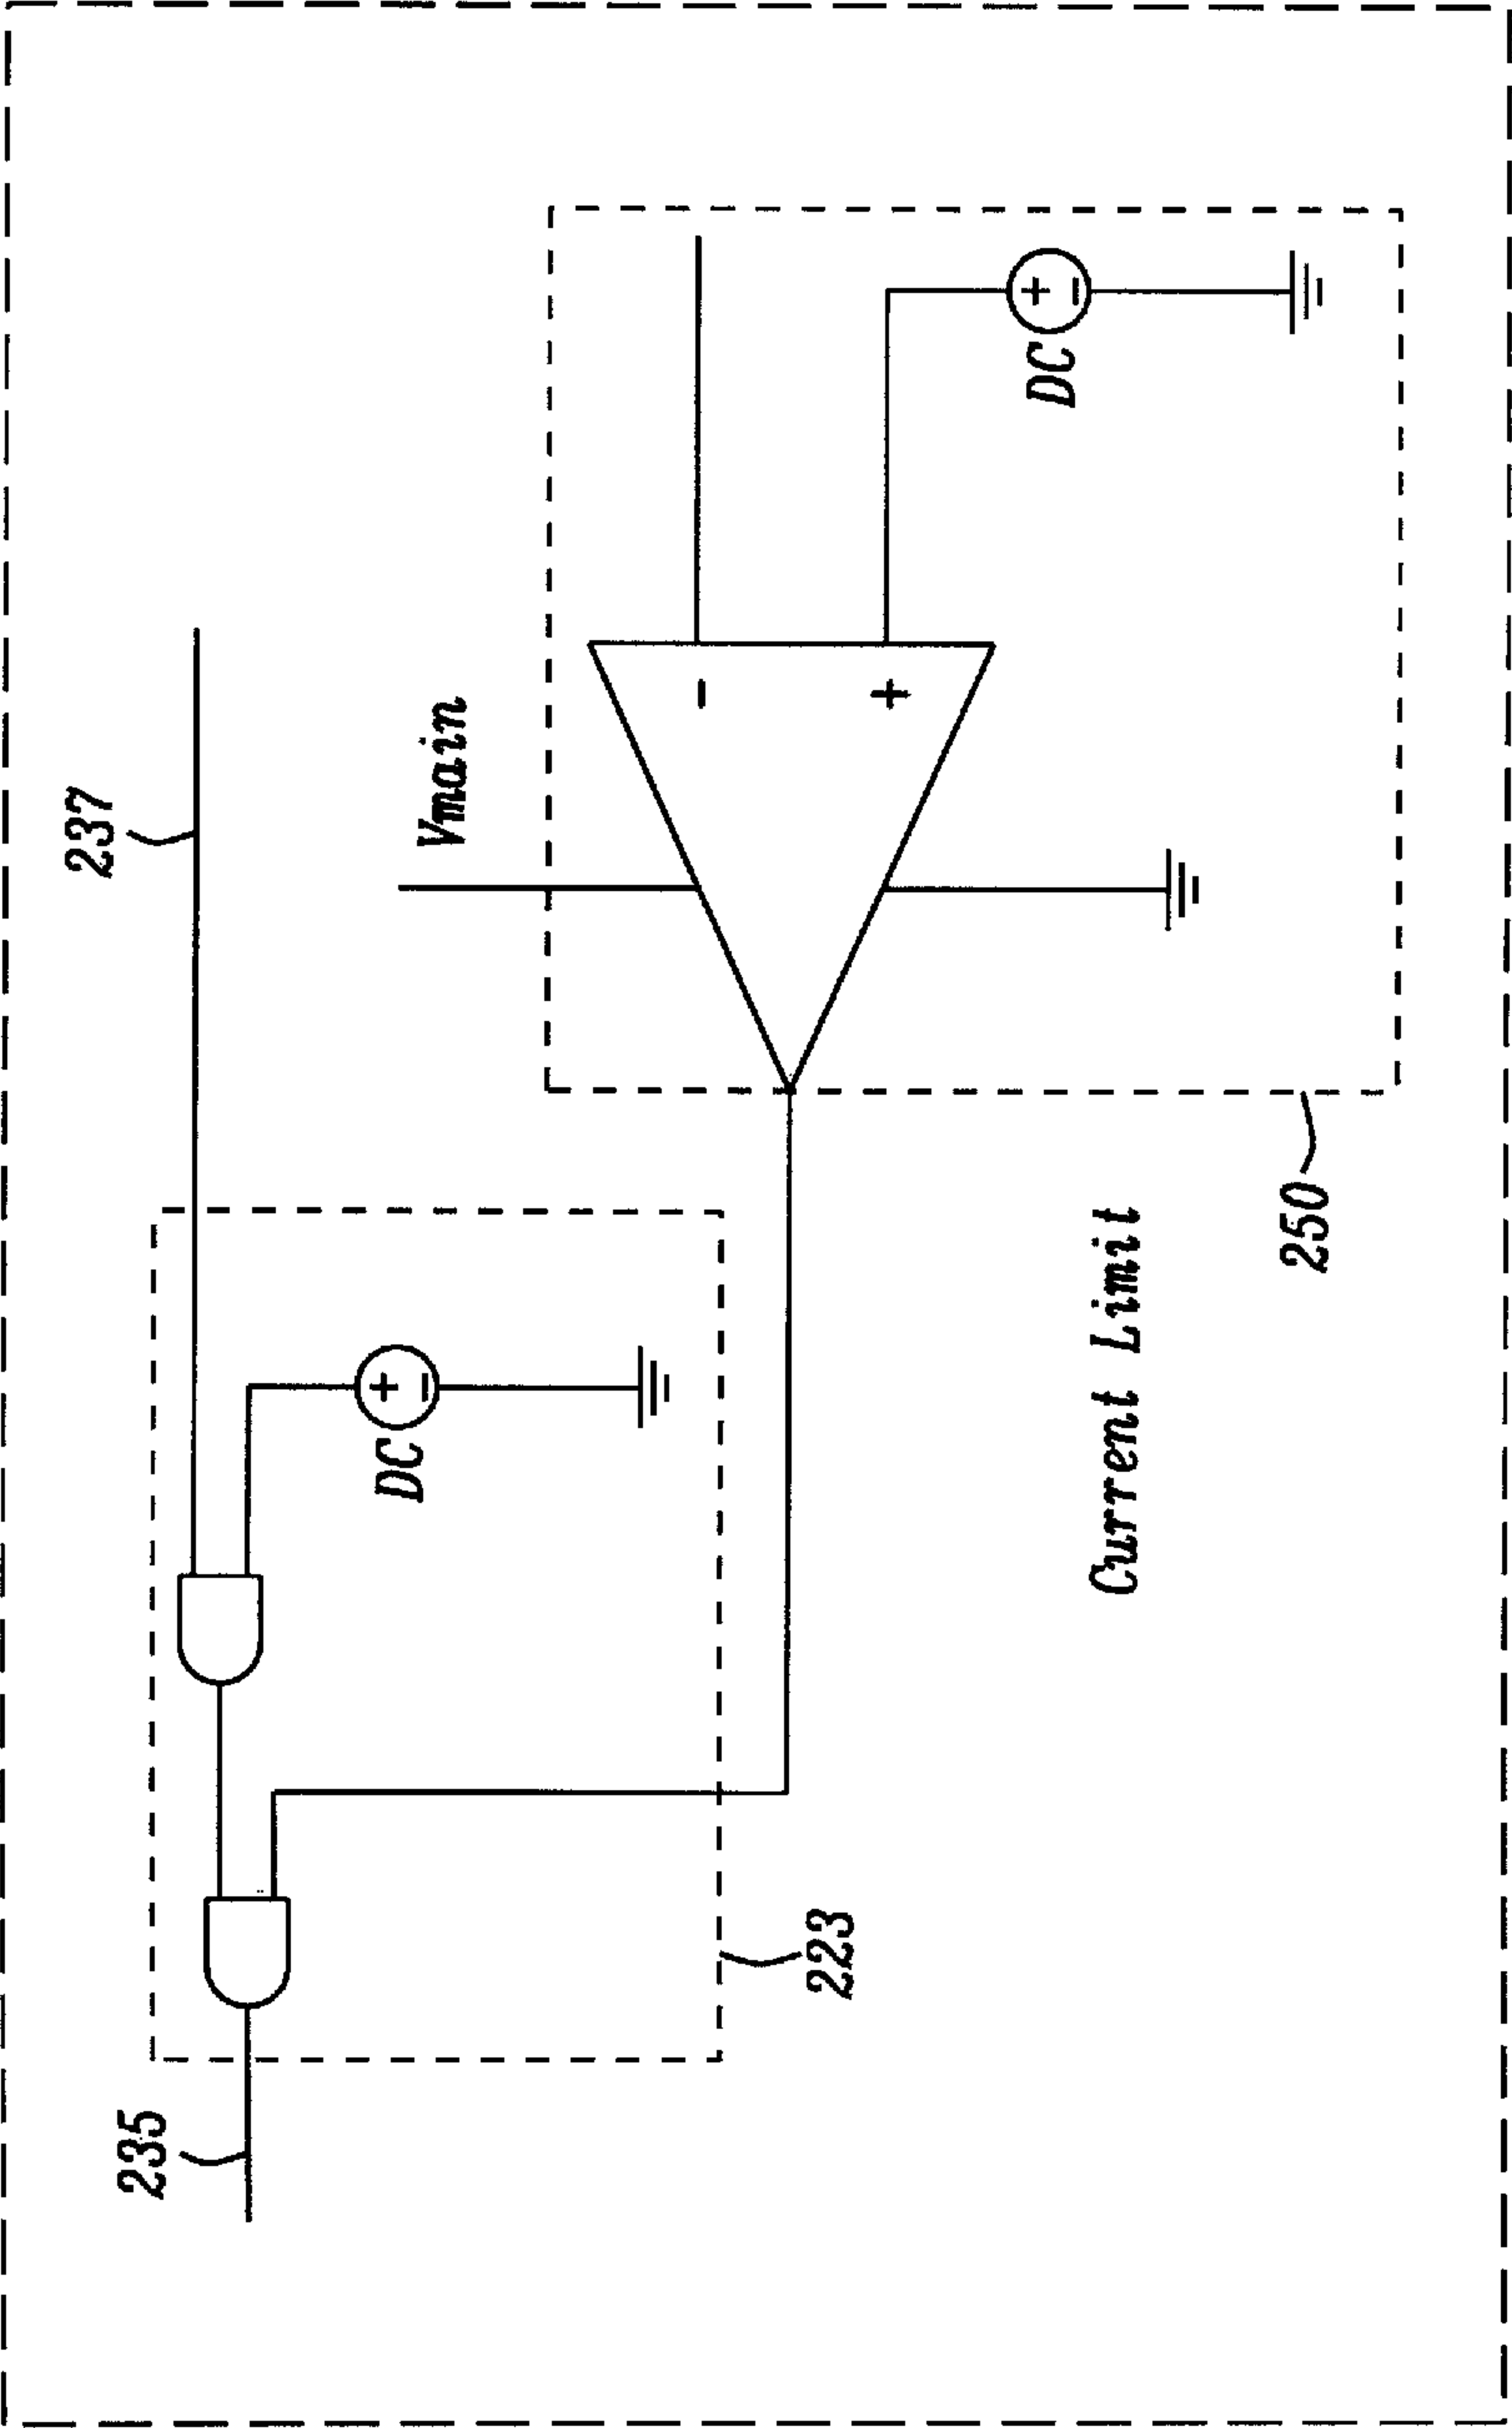 237
Vmain
DC
+
-
-
+
DC
+
-
235
223
Current Limit
250